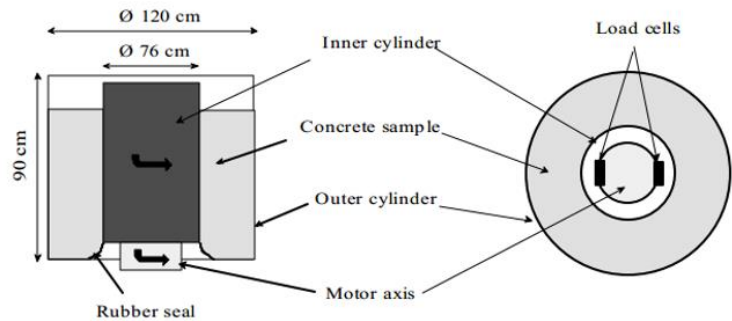 Ø 120 cm
Ø 76 cm
90 cm
Inner cylinder
Concrete sample
Outer cylinder
Motor axis
Rubber seal
Load cells